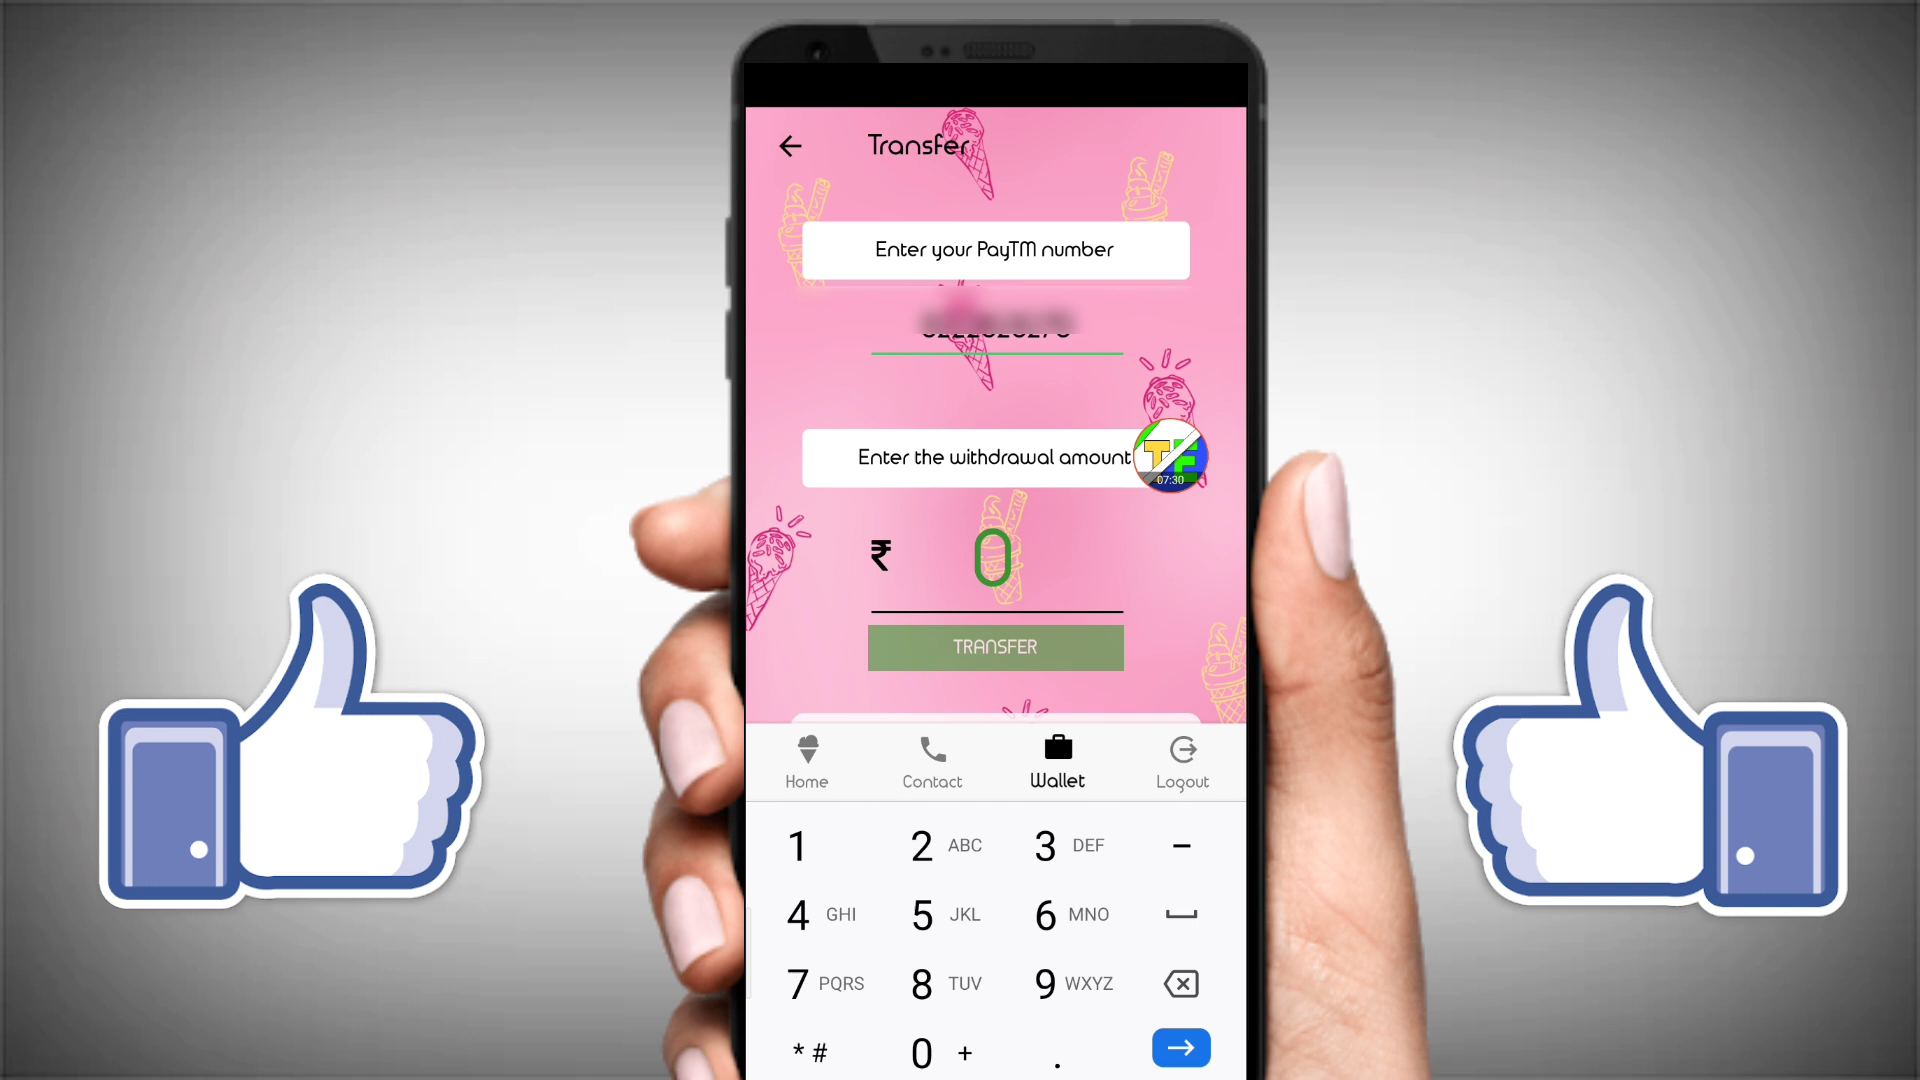 Transfer
Enter your PayTM number
Enter the withdrawal amount
TF
07:30
₹ 0
TRANSFER
Home Contact Wallet Logout
1 2 ABC 3 DEF -
4 GHI 5 JKL 6 MNO
7 PQRS 8 TUV 9 WXYZ
* # 0 + .